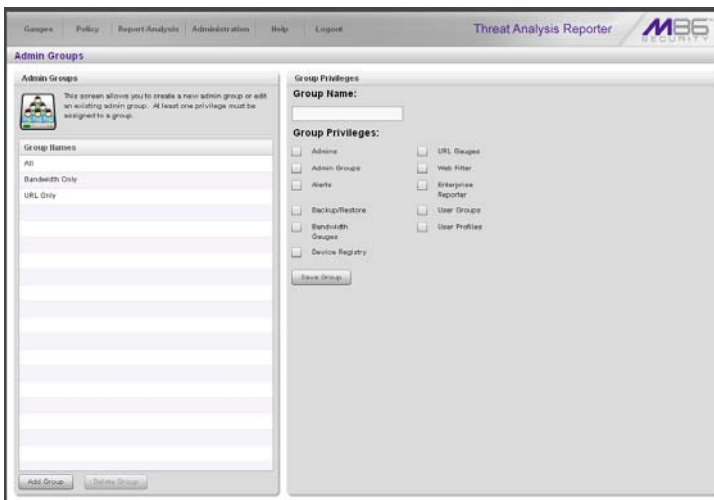 Gauges Policy Report/Analysis Administration Help Logout
Threat Analysis Reporter
M86 SECURITY
Admin Groups
Admin Groups
This screen allows you to create a new admin group or edit
an existing admin group. At least one privilege must be
assigned to a group.
Group Names
All
Bandwidth Only
URL Only
Add Group Delete Group
Group Privileges
Group Name:
Group Privileges:
Admins URL Gauges
Admin Groups Web Filter
Alerts Enterprise
Reporter
Backup/Restore User Groups
Bandwidth User Profiles
Gauges
Device Registry
Save Group